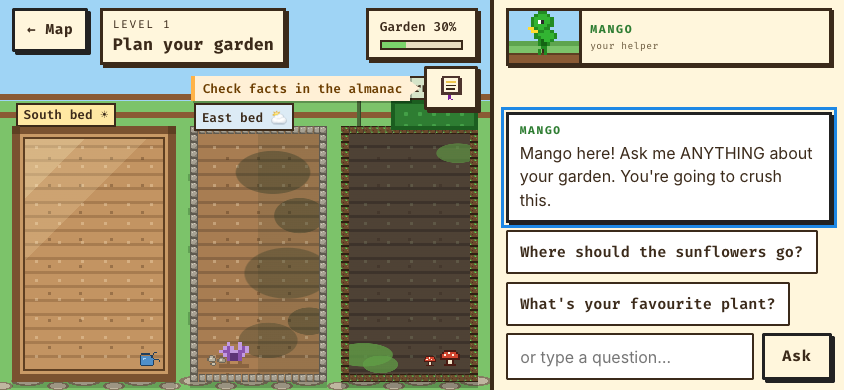 ← Map
LEVEL 1
Plan your garden
Garden 30%
Check facts in the almanac
South bed
East bed
MANGO
your helper
MANGO
Mango here! Ask me ANYTHING about
your garden. You're going to crush
this.
Where should the sunflowers go?
What's your favourite plant?
or type a question...
Ask